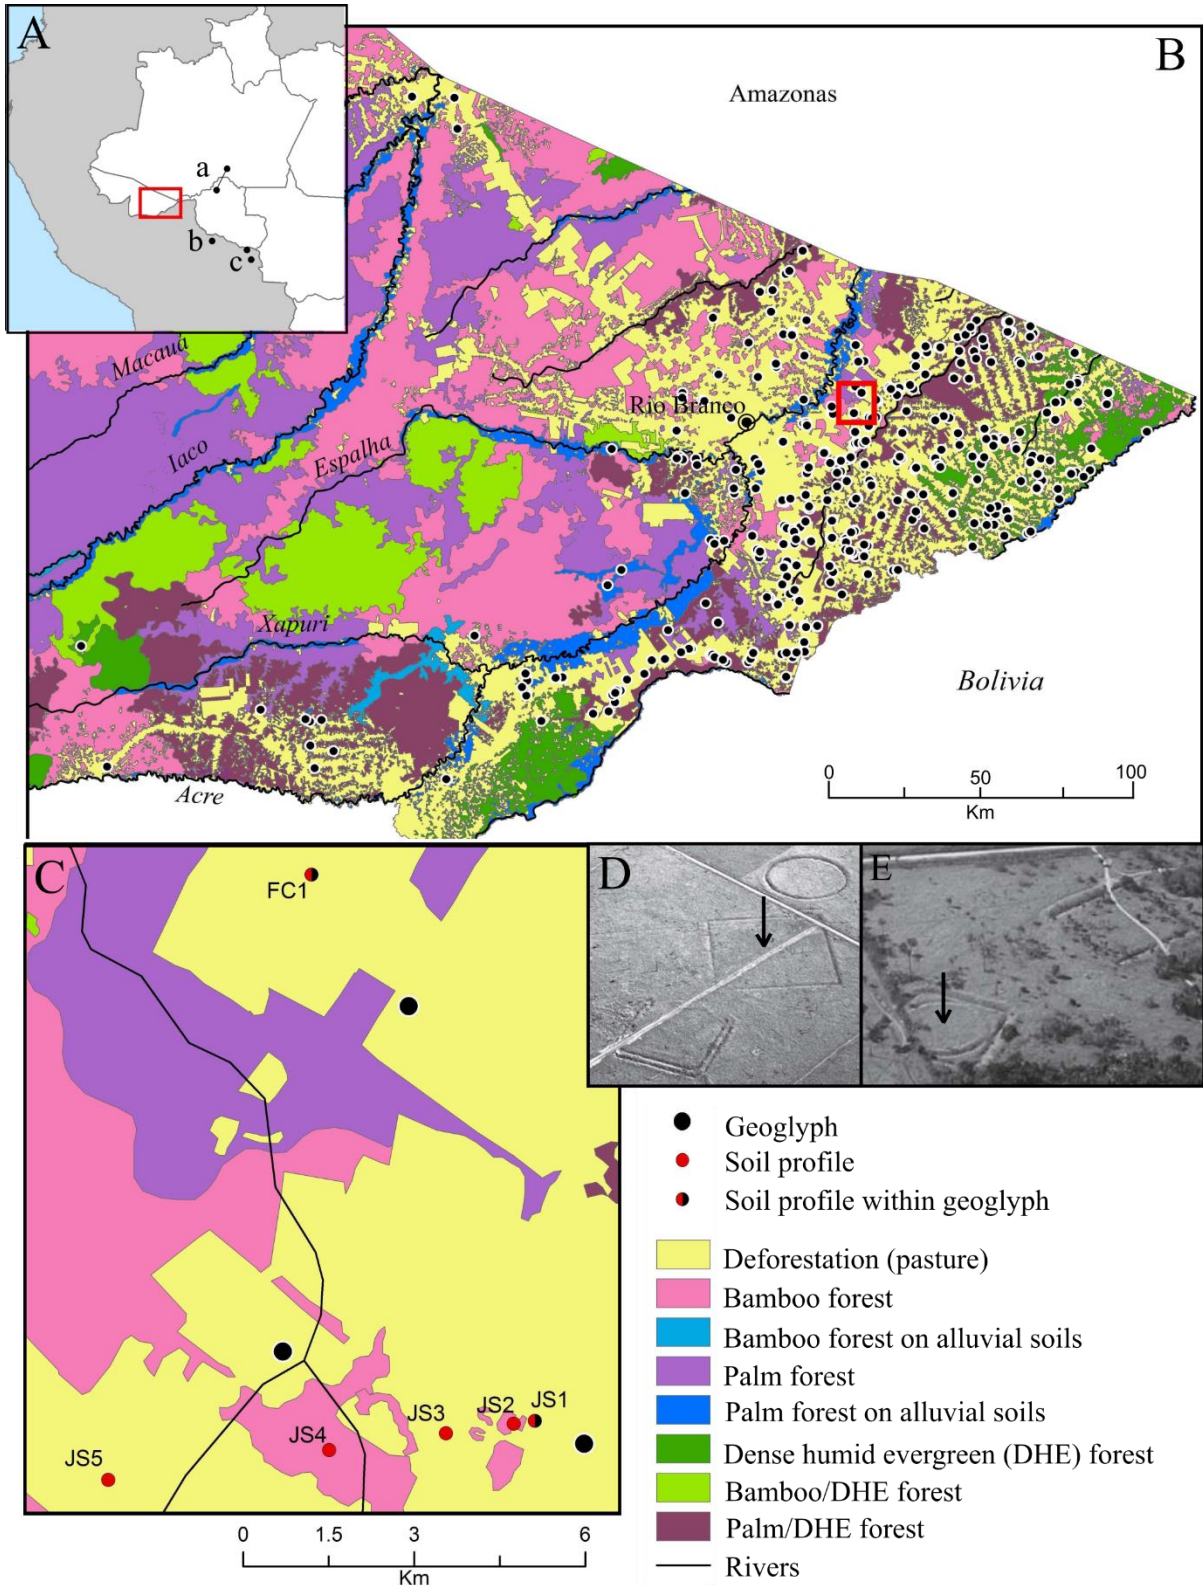 A
a
b
c
B
Amazonas
Macauã
Iaco
Espalha
Rio Branco
Xapuri
Bolivia
Acre
0 50 100
Km
C
FC1
JS1
JS2
JS3
JS4
JS5
0 1.5 3 6
Km
D
E
Geoglyph
Soil profile
Soil profile within geoglyph
Deforestation (pasture)
Bamboo forest
Bamboo forest on alluvial soils
Palm forest
Palm forest on alluvial soils
Dense humid evergreen (DHE) forest
Bamboo/DHE forest
Palm/DHE forest
Rivers